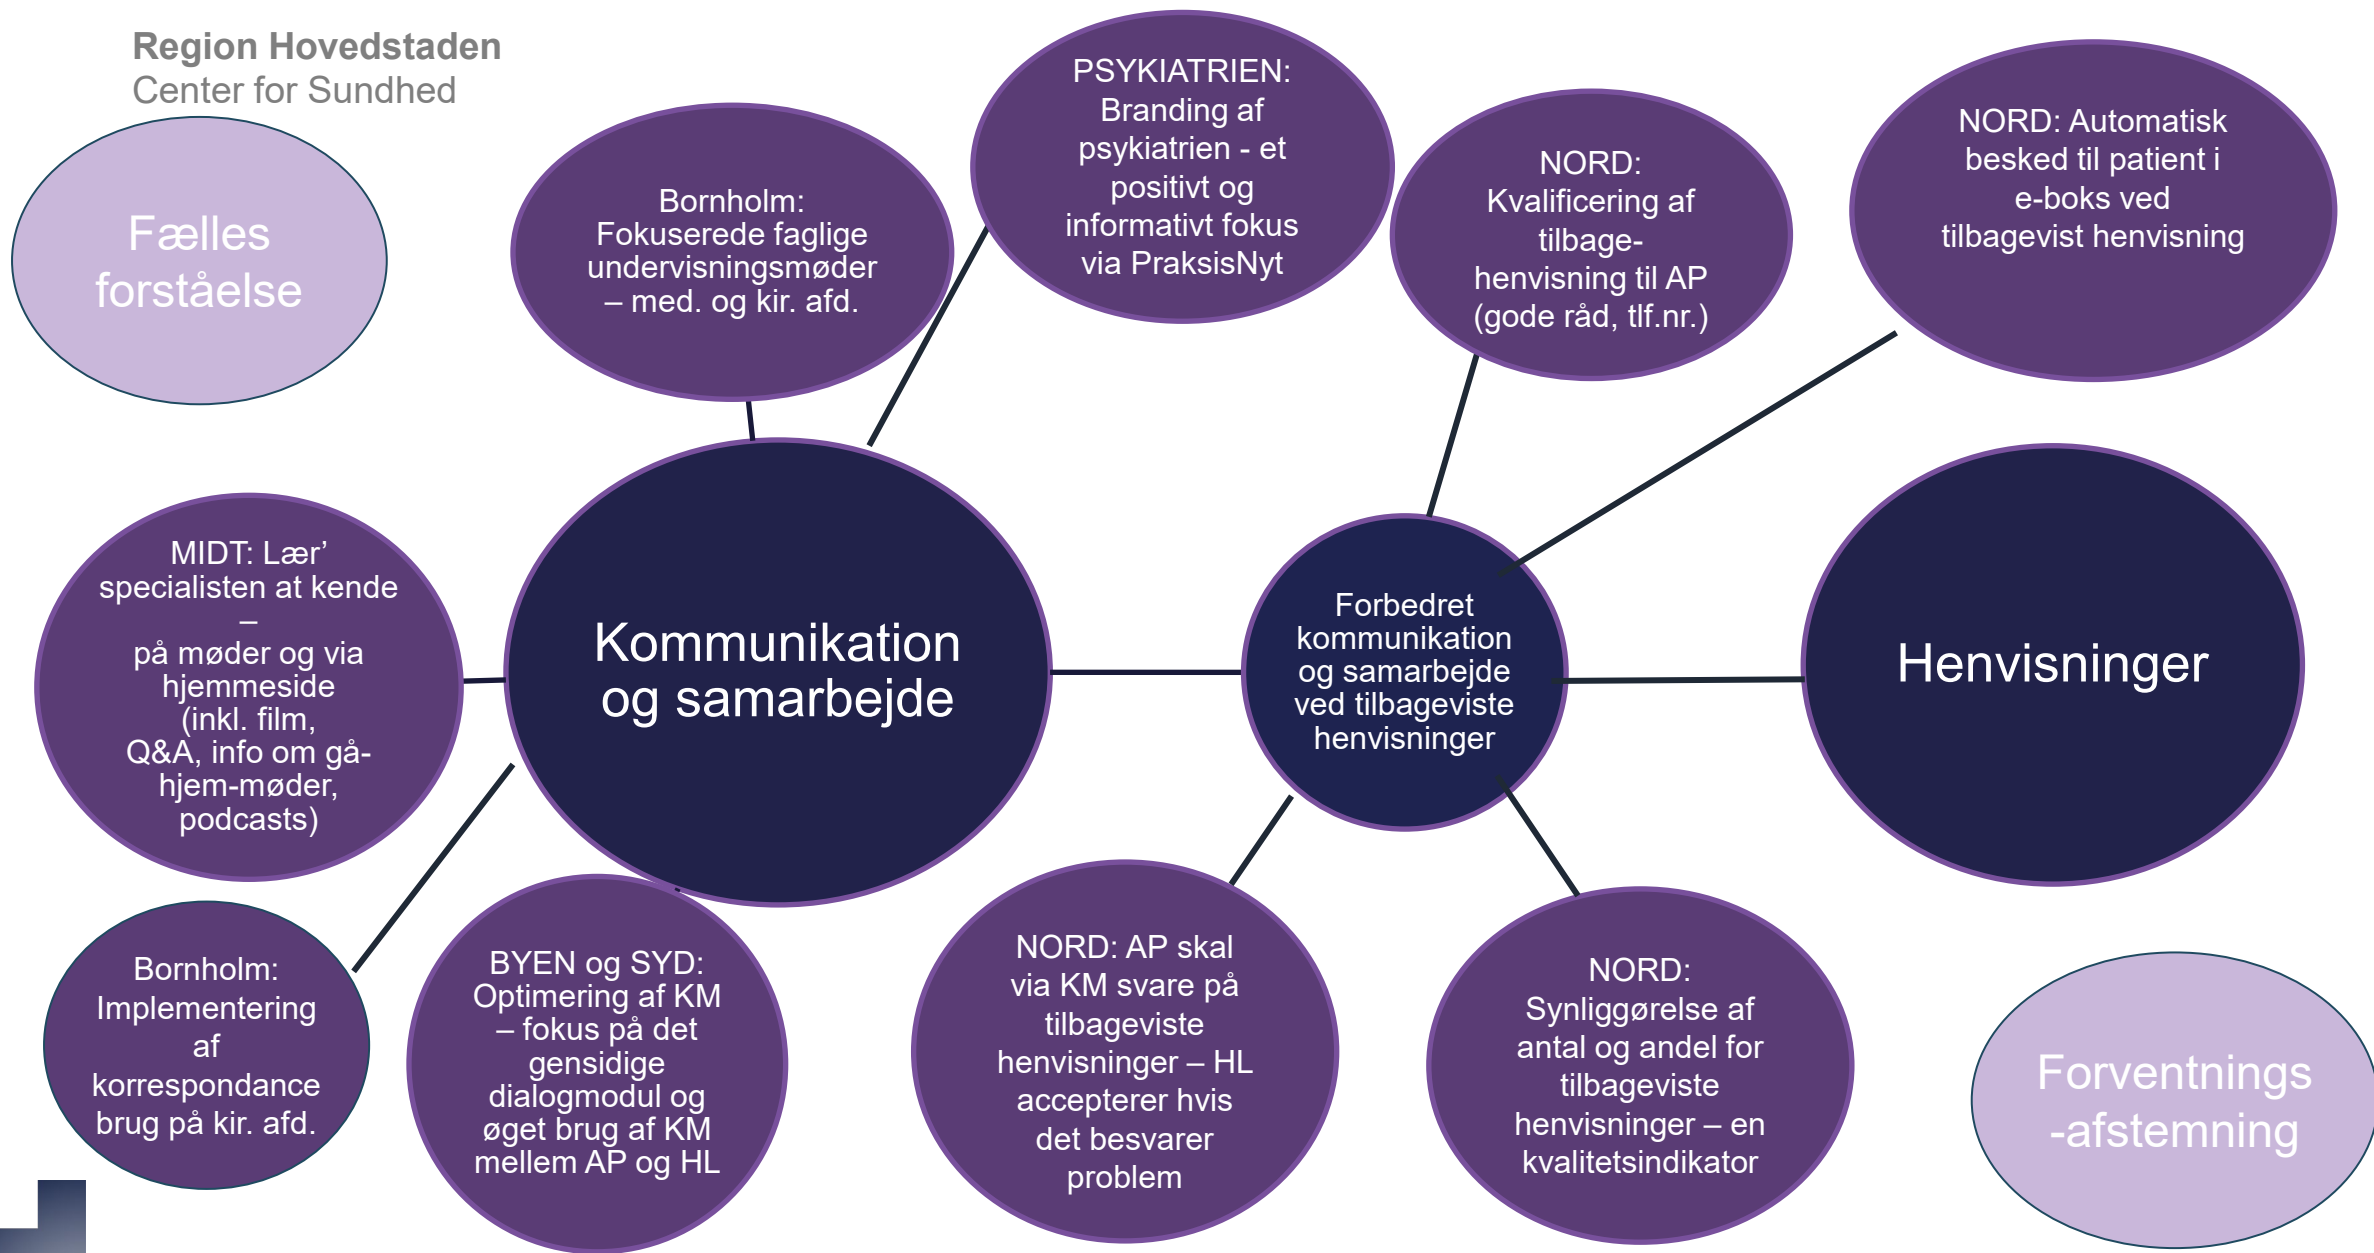 Region Hovedstaden
Center for Sundhed
Fælles
forståelse
Bornholm:
Fokuserede faglige
undervisningsmøder
– med. og kir. afd.
PSYKIATRIEN:
Branding af
psykiatrien - et
positivt og
informativt fokus
via PraksisNyt
NORD:
Kvalificering af
tilbage-
henvisning til AP
(gode råd, tlf.nr.)
NORD: Automatisk
besked til patient i
e-boks ved
tilbagevist henvisning
MIDT: Lær’
specialisten at kende
–
på møder og via
hjemmeside
(inkl. film,
Q&A, info om gå-
hjem-møder,
podcasts)
Kommunikation
og samarbejde
Forbedret
kommunikation
og samarbejde
ved tilbageviste
henvisninger
Henvisninger
Bornholm:
Implementering
af
korrespondance
brug på kir. afd.
BYEN og SYD:
Optimering af KM
– fokus på det
gensidige
dialogmodul og
øget brug af KM
mellem AP og HL
NORD: AP skal
via KM svare på
tilbageviste
henvisninger – HL
accepterer hvis
det besvarer
problem
NORD:
Synliggørelse af
antal og andel for
tilbageviste
henvisninger – en
kvalitetsindikator
Forventnings
-afstemning